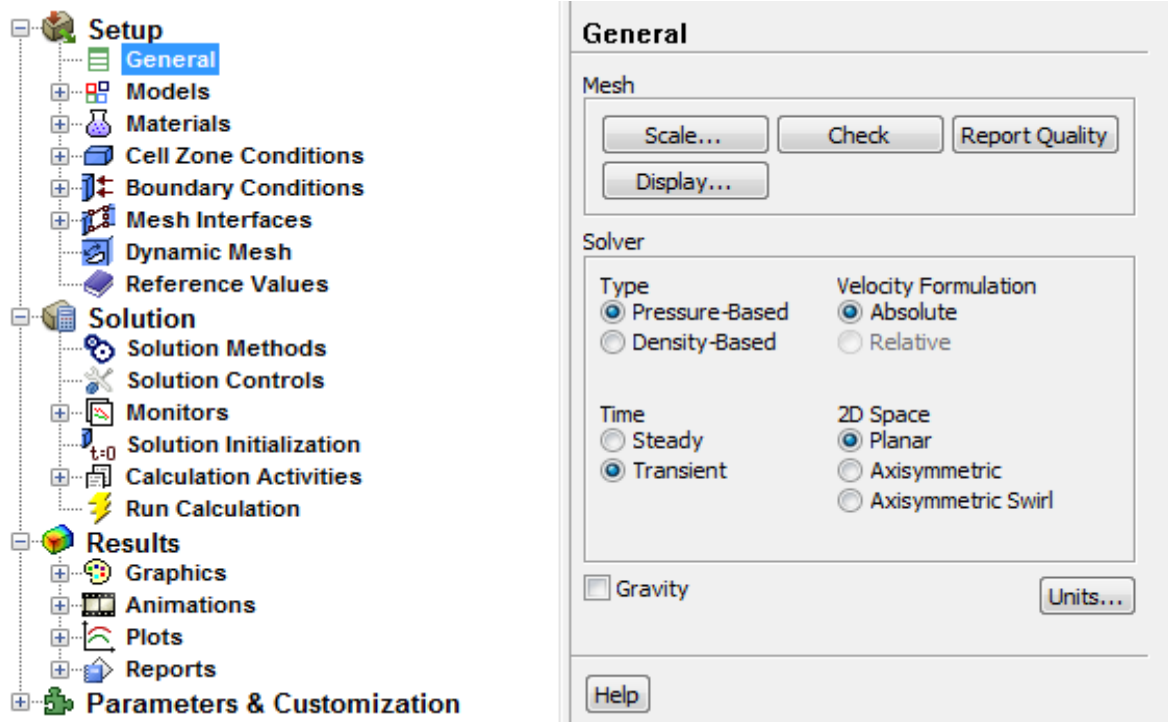 Setup
General
Models
Materials
Cell Zone Conditions
Boundary Conditions
Mesh Interfaces
Dynamic Mesh
Reference Values
Solution
Solution Methods
Solution Controls
Monitors
t=0 Solution Initialization
Calculation Activities
Run Calculation
Results
Graphics
Animations
Plots
Reports
Parameters & Customization
General
Mesh
Scale... Check Report Quality
Display...
Solver
Type Velocity Formulation
Pressure-Based Absolute
Density-Based Relative
Time 2D Space
Steady Planar
Transient Axisymmetric
Axisymmetric Swirl
Gravity Units...
Help